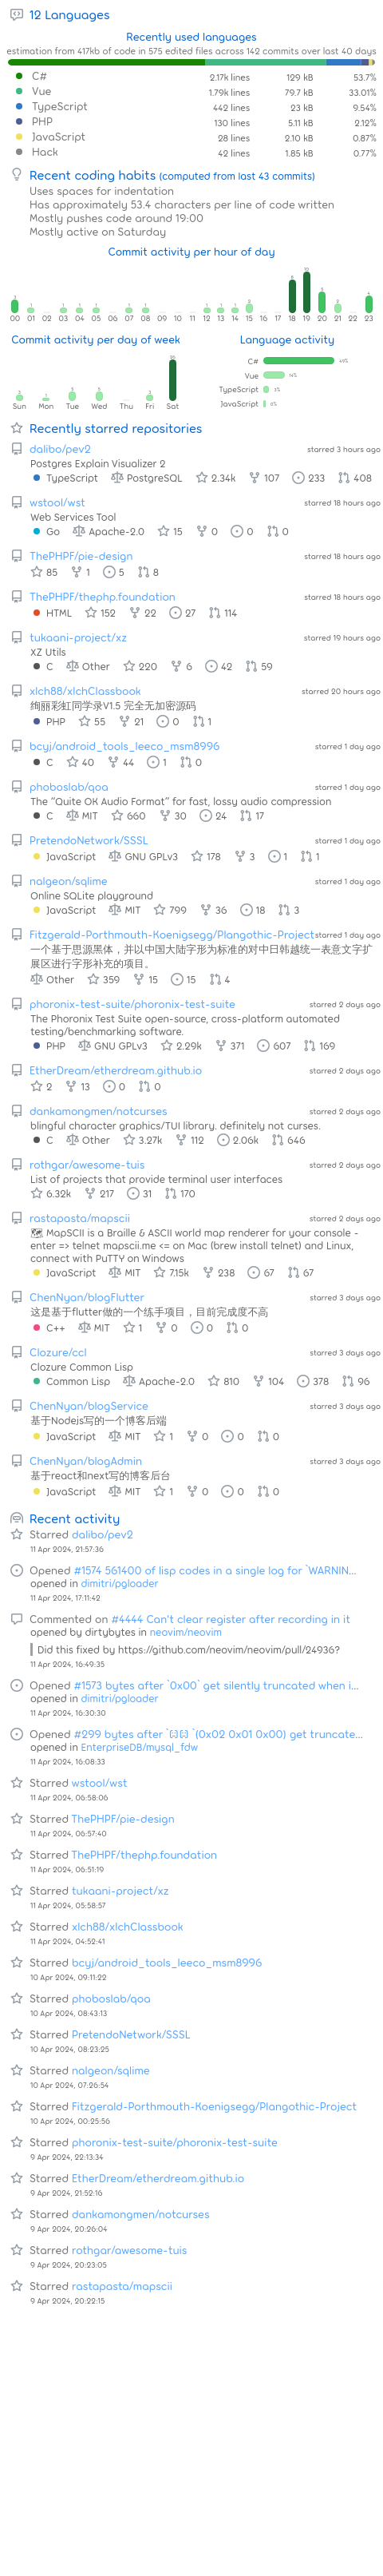 12 Languages
Recently used languages
estimation from 417kb of code in 575 edited files across 142 commits over last 40 days
C# 2.17k lines 129 kB 53.7%
Vue 1.79k lines 79.7 kB 33.01%
TypeScript 442 lines 23 kB 9.54%
PHP 130 lines 5.11 kB 2.12%
JavaScript 28 lines 2.10 kB 0.87%
Hack 42 lines 1.85 kB 0.77%
Recent coding habits (computed from last 43 commits)
Uses spaces for indentation
Has approximately 53.4 characters per line of code written
Mostly pushes code around 19:00
Mostly active on Saturday
Commit activity per hour of day
00 01 02 03 04 05 06 07 08 09 10 11 12 13 14 15 16 17 18 19 20 21 22 23
Commit activity per day of week
Language activity
C#
Vue
TypeScript
JavaScript
Sun Mon Tue Wed Thu Fri Sat
Recently starred repositories
dalibo/pev2 starred 3 hours ago
Postgres Explain Visualizer 2
TypeScript PostgreSQL 2.34k 107 233 408
wstool/wst starred 18 hours ago
Web Services Tool
Go Apache-2.0 15 0 0 0
ThePHPF/pie-design starred 18 hours ago
85 1 5 8
ThePHPF/thephp.foundation starred 18 hours ago
HTML 152 22 27 114
tukaani-project/xz starred 19 hours ago
XZ Utils
C Other 220 6 42 59
xlch88/xlchClassbook starred 20 hours ago
绚丽彩虹同学录V1.5 完全无加密源码
PHP 55 21 0 1
bcyj/android_tools_leeco_msm8996 starred 1 day ago
C 40 44 1 0
phoboslab/qoa starred 1 day ago
The “Quite OK Audio Format” for fast, lossy audio compression
C MIT 660 30 24 17
PretendoNetwork/SSSL starred 1 day ago
JavaScript GNU GPLv3 178 3 1 1
nalgeon/sqlime starred 1 day ago
Online SQLite playground
JavaScript MIT 799 36 18 3
Fitzgerald-Porthmouth-Koenigsegg/Plangothic-Project starred 1 day ago
一个基于思源黑体，并以中国大陆字形为标准的对中日韩越统一表意文字扩
展区进行字形补充的项目。
Other 359 15 15 4
phoronix-test-suite/phoronix-test-suite starred 2 days ago
The Phoronix Test Suite open-source, cross-platform automated
testing/benchmark software.
PHP GNU GPLv3 2.29k 371 607 169
EtherDream/etherdream.github.io starred 2 days ago
2 13 0 0
dankamongmen/notcurses starred 2 days ago
blingful character graphics/TUI library. definitely not curses.
C Other 3.27k 112 2.06k 646
rothgar/awesome-tuis starred 2 days ago
List of projects that provide terminal user interfaces
6.32k 217 31 170
rastapasta/mapscii starred 2 days ago
🗺 MapSCII is a Braille & ASCII world map renderer for your console -
enter => telnet mapscii.me <= on Mac (brew install telnet) and Linux,
connect with PuTTY on Windows
JavaScript MIT 7.15k 238 67 67
ChenNyan/blogFlutter starred 3 days ago
这是基于flutter做的一个练手项目，目前完成度不高
C++ MIT 1 0 0 0
Clozure/ccl starred 3 days ago
Clozure Common Lisp
Common Lisp Apache-2.0 810 104 378 96
ChenNyan/blogService starred 3 days ago
基于Nodejs写的一个博客后端
JavaScript MIT 1 0 0 0
ChenNyan/blogAdmin starred 3 days ago
基于react和next写的博客后台
JavaScript MIT 1 0 0 0
Recent activity
Starred dalibo/pev2
11 Apr 2024, 21:57:36
Opened #1574 561400 of lisp codes in a single log for `WARNIN...
opened in dimitri/pgloader
11 Apr 2024, 17:11:42
Commented on #4444 Can't clear register after recording in it
opened by dirtybytes in neovim/neovim
Did this fixed by https://github.com/neovim/neovim/pull/24936?
11 Apr 2024, 16:49:35
Opened #1573 bytes after `0x00` get silently truncated when i...
opened in dimitri/pgloader
11 Apr 2024, 16:30:30
Opened #299 bytes after ` `(0x02 0x01 0x00) get truncate...
opened in EnterpriseDB/mysql_fdw
11 Apr 2024, 16:08:33
Starred wstool/wst
11 Apr 2024, 06:58:06
Starred ThePHPF/pie-design
11 Apr 2024, 06:57:40
Starred ThePHPF/thephp.foundation
11 Apr 2024, 06:51:19
Starred tukaani-project/xz
11 Apr 2024, 05:58:57
Starred xlch88/xlchClassbook
11 Apr 2024, 04:52:41
Starred bcyj/android_tools_leeco_msm8996
10 Apr 2024, 09:11:22
Starred phoboslab/qoa
10 Apr 2024, 08:43:13
Starred PretendoNetwork/SSSL
10 Apr 2024, 08:23:25
Starred nalgeon/sqlime
10 Apr 2024, 07:26:54
Starred Fitzgerald-Porthmouth-Koenigsegg/Plangothic-Project
10 Apr 2024, 00:25:56
Starred phoronix-test-suite/phoronix-test-suite
9 Apr 2024, 22:13:34
Starred EtherDream/etherdream.github.io
9 Apr 2024, 21:52:16
Starred dankamongmen/notcurses
9 Apr 2024, 20:26:04
Starred rothgar/awesome-tuis
9 Apr 2024, 20:23:05
Starred rastapasta/mapscii
9 Apr 2024, 20:22:15